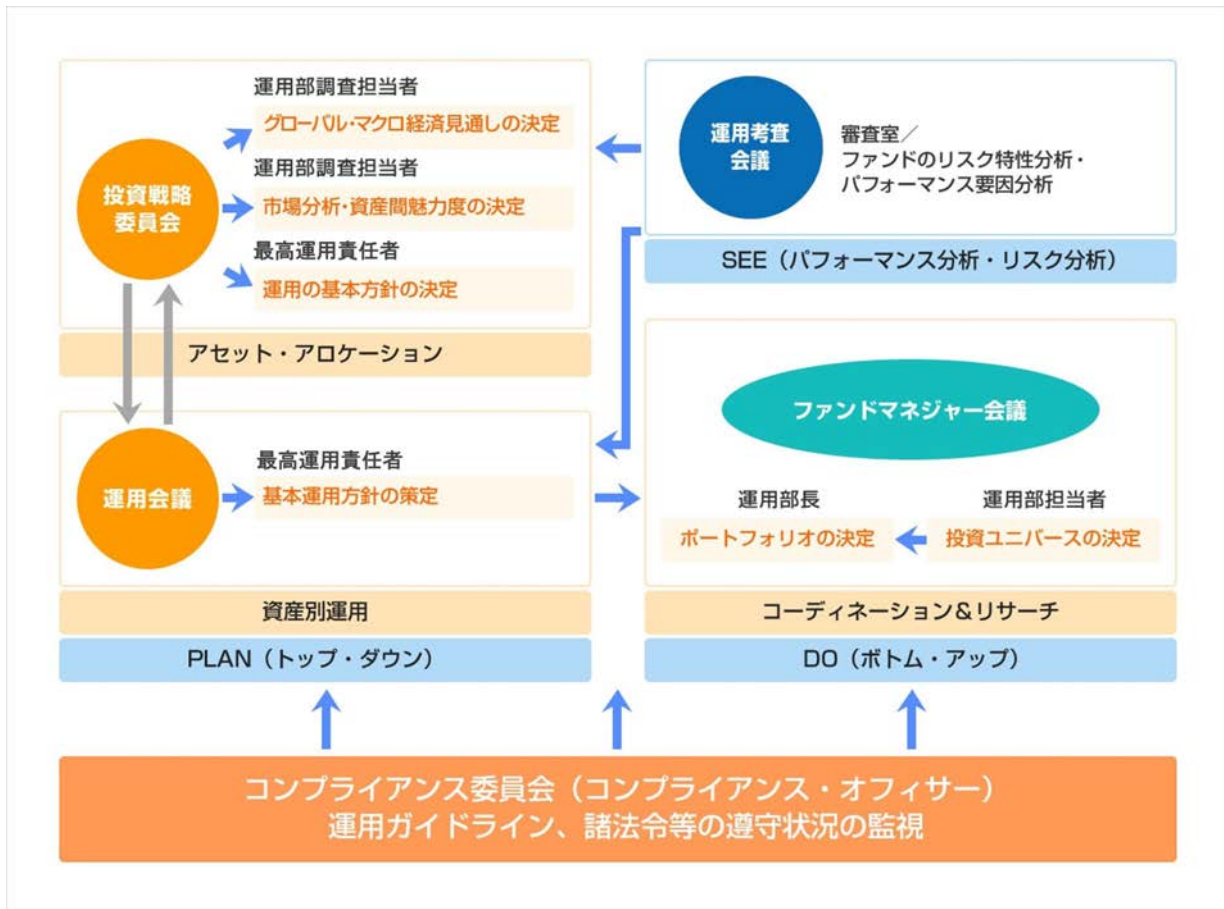 運用部調査担当者
グローバル・マクロ経済見通しの決定
投資戦略
委員会
運用部調査担当者
市場分析・資産間魅力度の決定
最高運用責任者
運用の基本方針の決定
アセット・アロケーション
運用考査
会議
審査室／
ファンドのリスク特性分析・
パフォーマンス要因分析
SEE（パフォーマンス分析・リスク分析）
運用会議
最高運用責任者
基本運用方針の策定
資産別運用
PLAN（トップ・ダウン）
ファンドマネジャー会議
運用部長
ポートフォリオの決定
運用部担当者
投資ユニバースの決定
コーディネーション＆リサーチ
DO（ボトム・アップ）
コンプライアンス委員会（コンプライアンス・オフィサー）
運用ガイドライン、諸法令等の遵守状況の監視